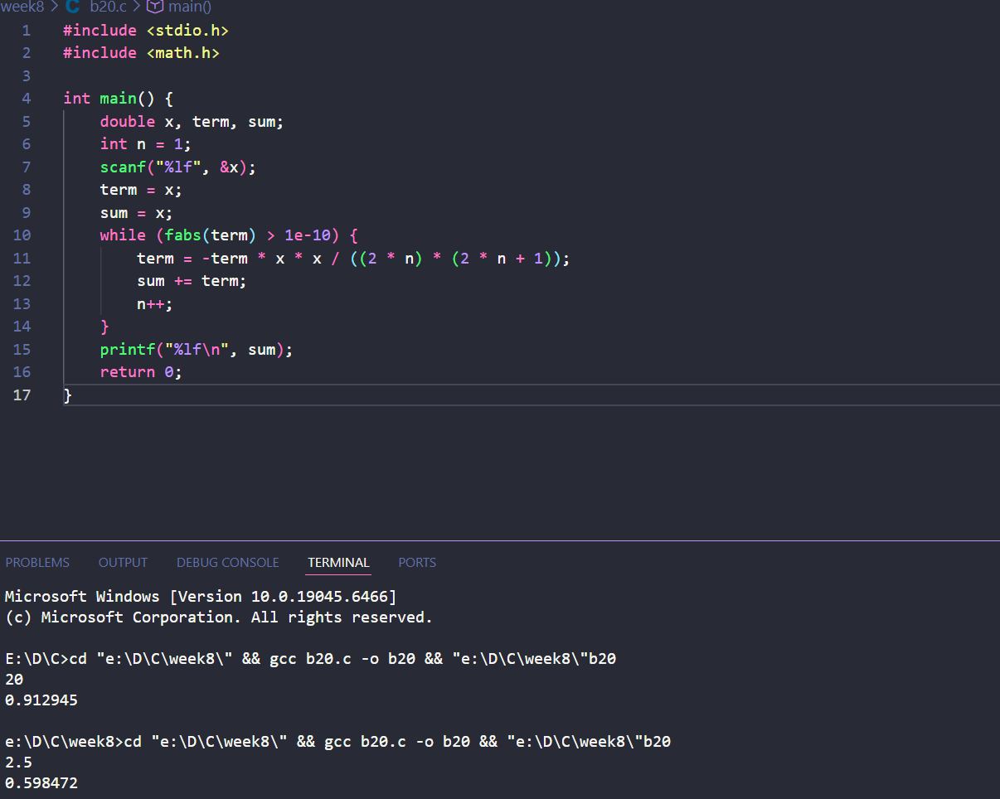 week8 > C b20.c > main()
1 #include <stdio.h>
2 #include <math.h>
3
4 int main() {
5     double x, term, sum;
6     int n = 1;
7     scanf("%lf", &x);
8     term = x;
9     sum = x;
10     while (fabs(term) > 1e-10) {
11         term = -term * x * x / ((2 * n) * (2 * n + 1));
12         sum += term;
13         n++;
14     }
15     printf("%lf\n", sum);
16     return 0;
17 }
PROBLEMS OUTPUT DEBUG CONSOLE TERMINAL PORTS
Microsoft Windows [Version 10.0.19045.6466]
(c) Microsoft Corporation. All rights reserved.
E:\D\C>cd "e:\D\C\week8\" && gcc b20.c -o b20 && "e:\D\C\week8\"b20
20
0.912945
e:\D\C\week8>cd "e:\D\C\week8\" && gcc b20.c -o b20 && "e:\D\C\week8\"b20
2.5
0.598472